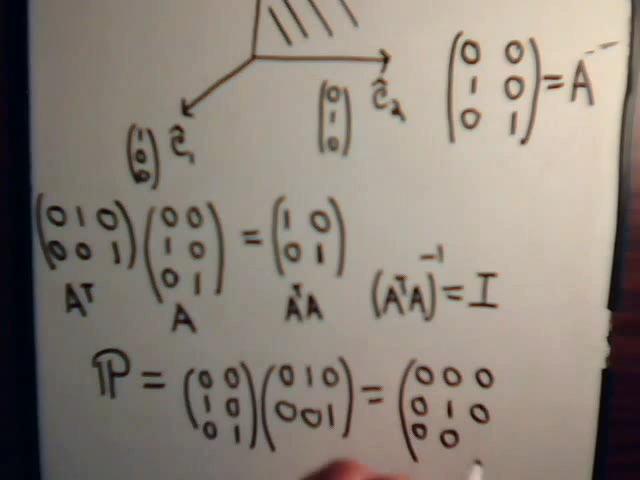 (0 0; 1 0; 0 1) = A
(0; 1; 0) ê₂
(1; 0; 0) ê₁
(0 1 0; 0 0 1) (0 0; 1 0; 0 1) = (1 0; 0 1)
Aᵀ A AᵀA (AᵀA)⁻¹ = I
ℙ = (0 0; 1 0; 0 1) (0 1 0; 0 0 1) = (0 0 0; 0 1 0; 0 0